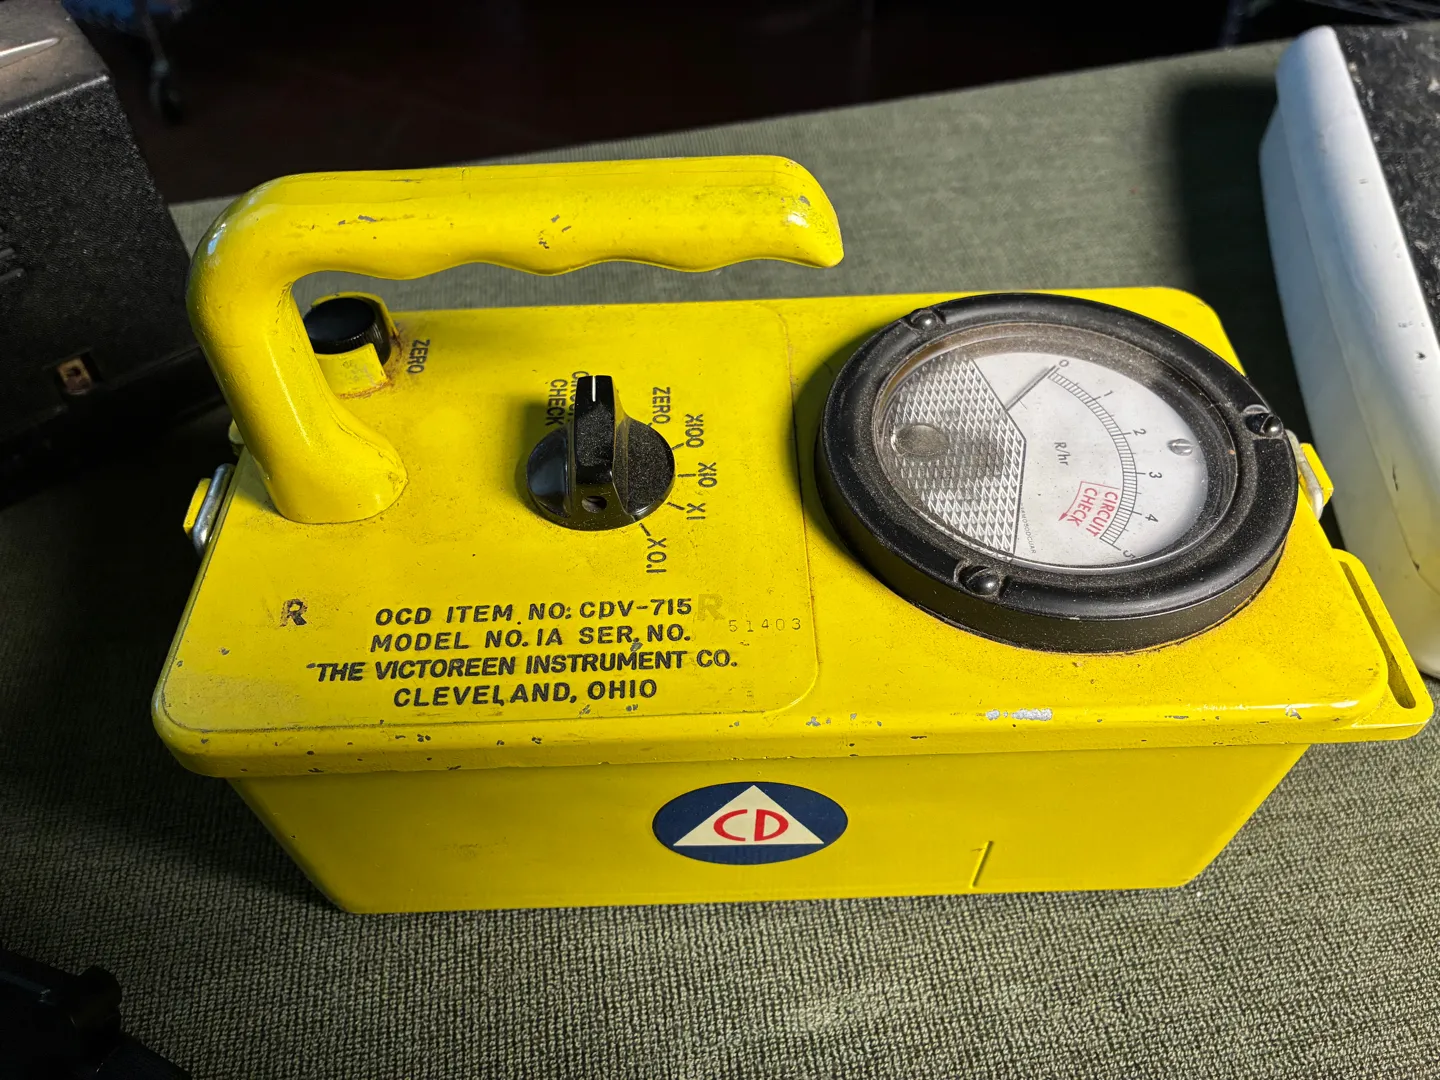 ZERO
CHECK
ZERO
X100
X10
X1
X0.1
0
1
2
3
4
5
R/hr
CIRCUIT
CHECK
R
OCD ITEM NO: CDV-715 R
MODEL NO. 1A SER. NO. 51403
THE VICTOREEN INSTRUMENT CO.
CLEVELAND, OHIO
CD